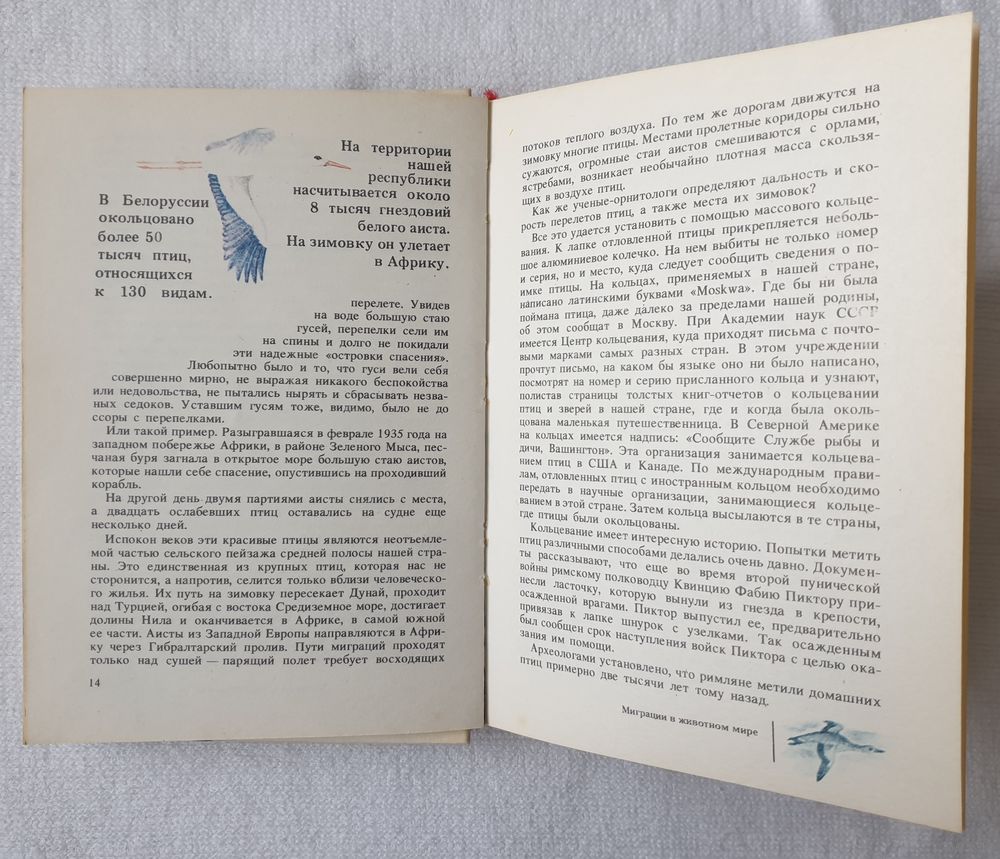 В Белоруссии
окольцовано
более 50
тысяч птиц,
относящихся
к 130 видам.
На территории
нашей
республики
насчитывается около
8 тысяч гнездовий
белого аиста.
На зимовку он улетает
в Африку.
перелете. Увидев
на воде большую стаю
гусей, перепелки сели им
на спины и долго не покидали
эти надежные «островки спасения».
Любопытно было и то, что гуси вели себя
совершенно мирно, не выражая никакого беспокойства
или недовольства, не пытались нырять и сбрасывать незва-
ных седоков. Уставшим гусям тоже, видимо, было не до
ссоры с перепелками.
Или такой пример. Разыгравшаяся в феврале 1935 года на
западном побережье Африки, в районе Зеленого Мыса, пес-
чаная буря загнала в открытое море большую стаю аистов,
которые нашли себе спасение, опустившись на проходивший
корабль.
На другой день двумя партиями аисты снялись с места,
а двадцать ослабевших птиц оставались на судне еще
несколько дней.
Испокон веков эти красивые птицы являются неотъемле-
мой частью сельского пейзажа средней полосы нашей стра-
ны. Это единственная из крупных птиц, которая нас не
сторонится, а напротив, селится только вблизи человеческо-
го жилья. Их путь на зимовку пересекает Дунай, проходит
над Турцией, огибая с востока Средиземное море, достигает
долины Нила и оканчивается в Африке, в самой южной
ее части. Аисты из Западной Европы направляются в Афри-
ку через Гибралтарский пролив. Пути миграций проходят
только над сушей — парящий полет требует восходящих
14
потоков теплого воздуха. По тем же дорогам движутся на
зимовку многие птицы. Местами пролетные коридоры сильно
сужаются, огромные стаи аистов смешиваются с орлами,
ястребами, возникает необычайно плотная масса скользя-
щих в воздухе птиц.
Как же ученые-орнитологи определяют дальность и ско-
рость перелетов птиц, а также места их зимовок?
Все это удается установить с помощью массового кольце-
вания. К лапке отловленной птицы прикрепляется неболь-
шое алюминиевое колечко. На нем выбиты не только номер
и серия, но и место, куда следует сообщить сведения о по-
имке птицы. На кольцах, применяемых в нашей стране,
написано латинскими буквами «Moskwa». Где бы ни была
поймана птица, даже далеко за пределами нашей родины,
об этом сообщат в Москву. При Академии наук СССР
имеется Центр кольцевания, куда приходят письма с почто-
выми марками самых разных стран. В этом учреждении
прочтут письмо, на каком бы языке оно ни было написано,
посмотрят на номер и серию присланного кольца и узнают,
полистав страницы толстых книг-отчетов о кольцевании
птиц и зверей в нашей стране, где и когда была околь-
цована маленькая путешественница. В Северной Америке
на кольцах имеется надпись: «Сообщите Службе рыбы и
дичи, Вашингтон». Эта организация занимается кольцева-
нием птиц в США и Канаде. По международным прави-
лам, отловленных птиц с иностранным кольцом необходимо
передать в научные организации, занимающиеся кольце-
ванием в этой стране. Затем кольца высылаются в те страны,
где птицы были окольцованы.
Кольцевание имеет интересную историю. Попытки метить
птиц различными способами делались очень давно. Докумен-
ты рассказывают, что еще во время второй пунической
войны римскому полководцу Квинцию Фабию Пиктору при-
несли ласточку, которую вынули из гнезда в крепости,
осажденной врагами. Пиктор выпустил ее, предварительно
привязав к лапке шнурок с узелками. Так осажденным
был сообщен срок наступления войск Пиктора с целью ока-
зания им помощи.
Археологами установлено, что римляне метили домашних
птиц примерно две тысячи лет тому назад.
Миграции в животном мире